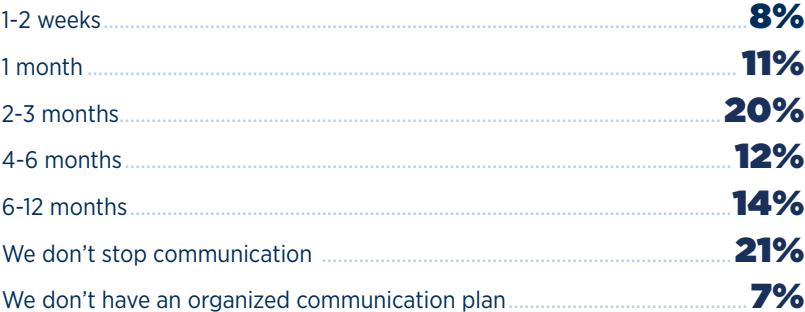 1-2 weeks 8%
1 month 11%
2-3 months 20%
4-6 months 12%
6-12 months 14%
We don’t stop communication 21%
We don’t have an organized communication plan 7%